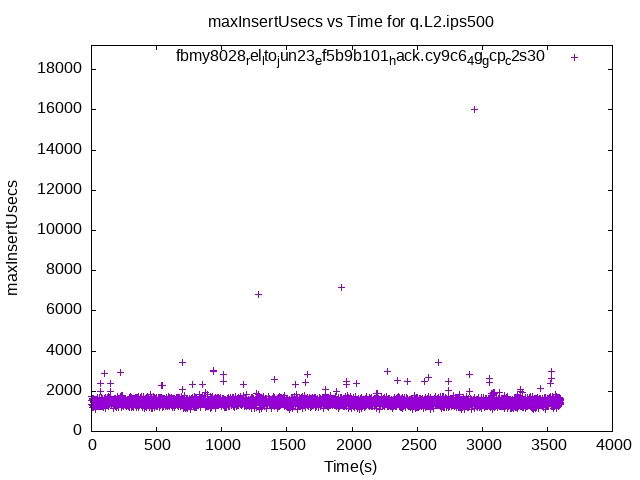 maxInsertUsecs vs Time for q.L2.ips500
fbmy8028relltojun23ef5b9b101hack.cy9c64ggcpc2s30
18000
16000
14000
12000
10000
8000
6000
4000
2000
0
maxInsertUsecs
0 500 1000 1500 2000 2500 3000 3500 4000
Time(s)